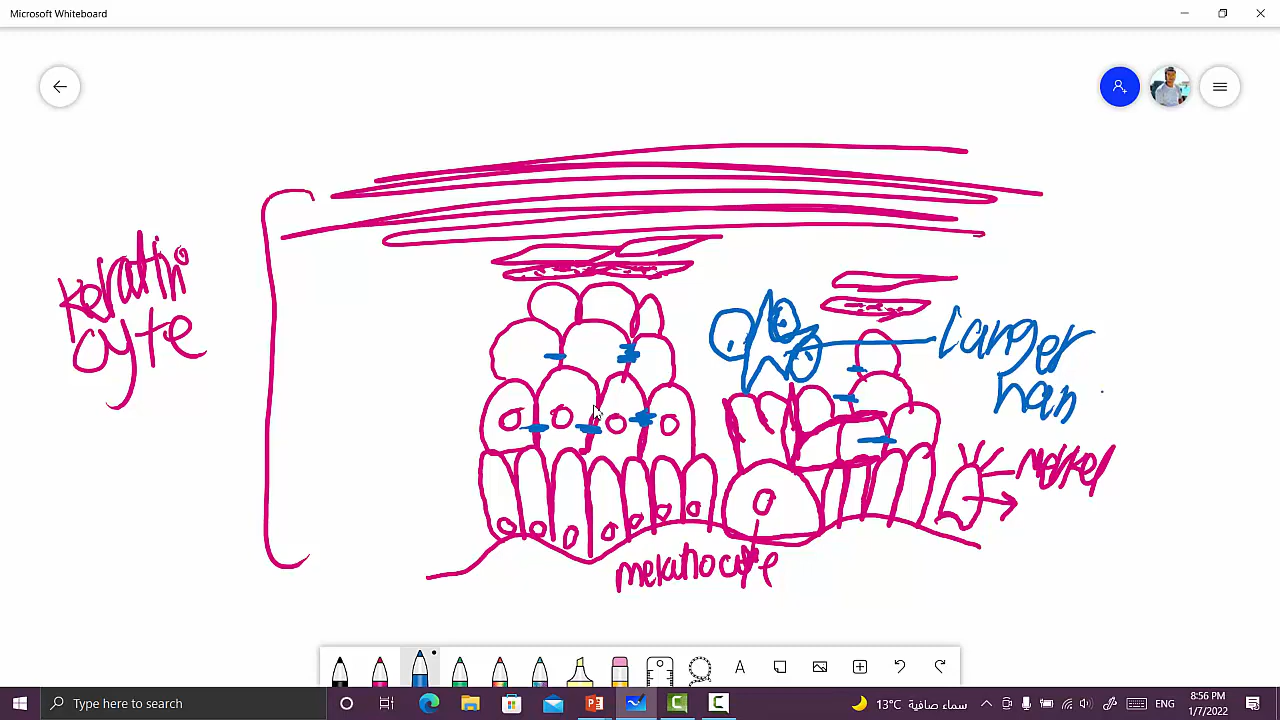 Microsoft Whiteboard
keratin
cyte
Langer
han
merkel
melanocyte
A
Type here to search
13°C سماء صافية
ENG
8:56 PM
1/7/2022